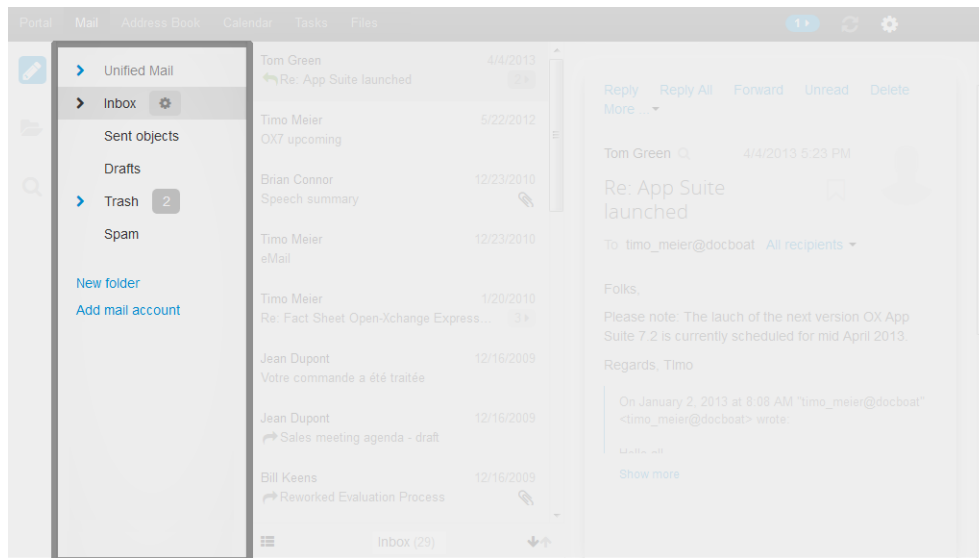 Portal Mail Address Book Calendar Tasks Files 1
Unified Mail
Inbox
Sent objects
Drafts
Trash 2
Spam
New folder
Add mail account
Tom Green 4/4/2013
Re: App Suite launched 2
Timo Meier 5/22/2012
OX7 upcoming
Brian Connor 12/23/2010
Speech summary
Timo Meier 12/23/2010
eMail
Timo Meier 1/20/2010
Re: Fact Sheet Open-Xchange Express... 3
Jean Dupont 12/16/2009
Votre commande a été traitée
Jean Dupont 12/16/2009
Sales meeting agenda - draft
Bill Keens 12/16/2009
Reworked Evaluation Process
Inbox (29)
Reply Reply All Forward Unread Delete
More...
Tom Green 4/4/2013 5:23 PM
Re: App Suite
launched
To timo_meier@docboat All recipients
Folks,
Please note: The lauch of the next version OX App
Suite 7.2 is currently scheduled for mid April 2013.
Regards, Timo
On January 2, 2013 at 8:08 AM "timo_meier@docboat"
<timo_meier@docboat> wrote:
Hello all
Show more